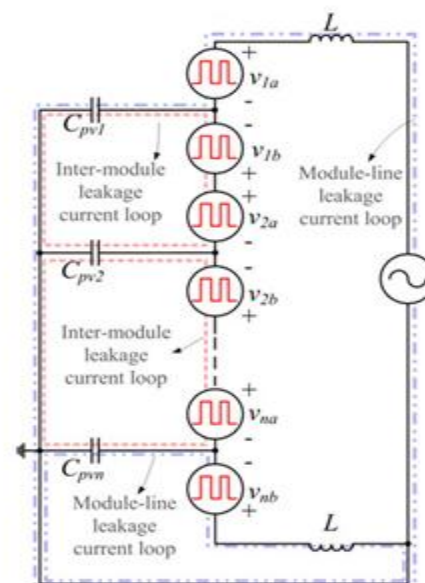 L
+
v1a
-
Cpv1
-
v1b
Inter-module
leakage
current loop
+
+
v2a
Module-line
leakage
current loop
-
Cpv2
-
v2b
+
Inter-module
leakage
current loop
+
vna
-
Cpvn
-
vnb
Module-line
leakage
current loop
+
L